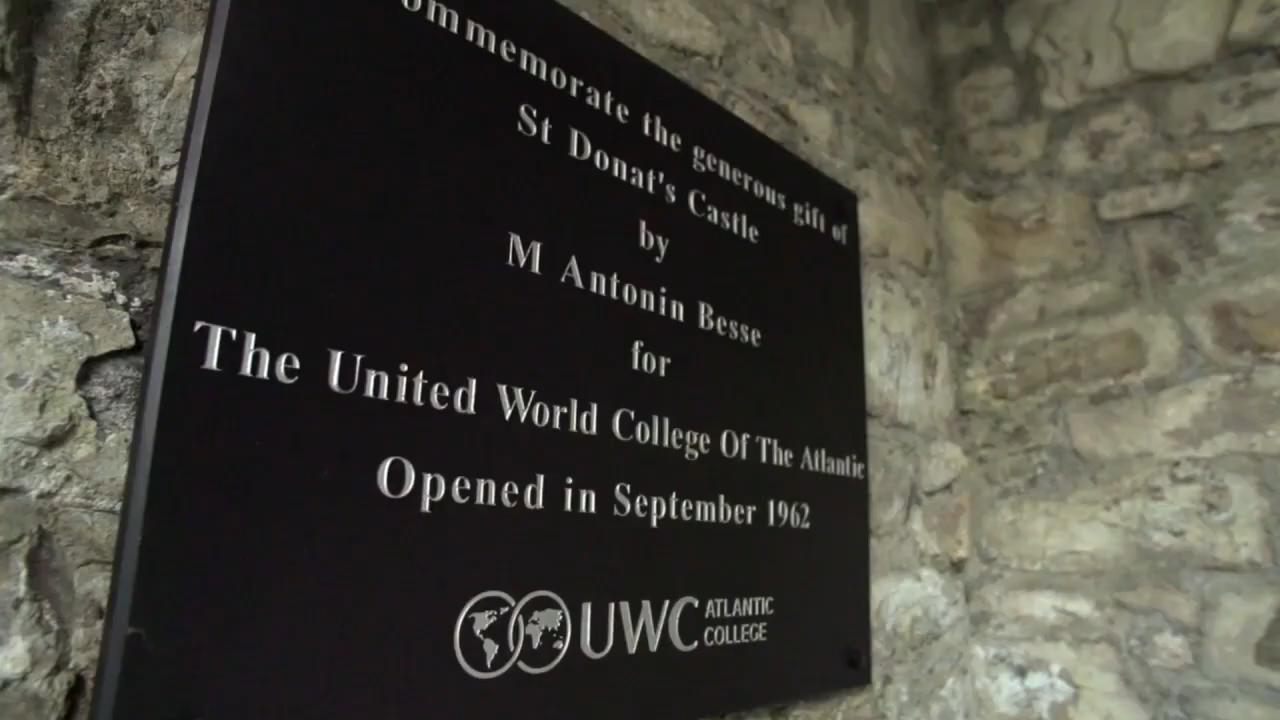 ommemorate the generous gift of
St Donat's Castle
by
M Antonin Besse
for
The United World College Of The Atlantic
Opened in September 1962
UWC ATLANTIC
COLLEGE